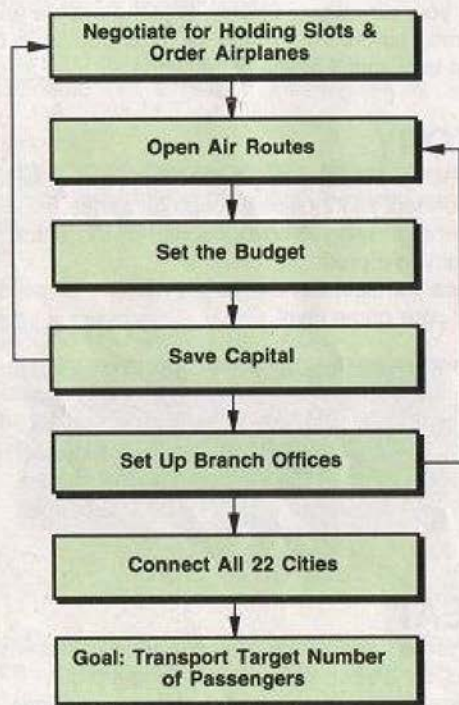 Negotiate for Holding Slots &
Order Airplanes
Open Air Routes
Set the Budget
Save Capital
Set Up Branch Offices
Connect All 22 Cities
Goal: Transport Target Number
of Passengers